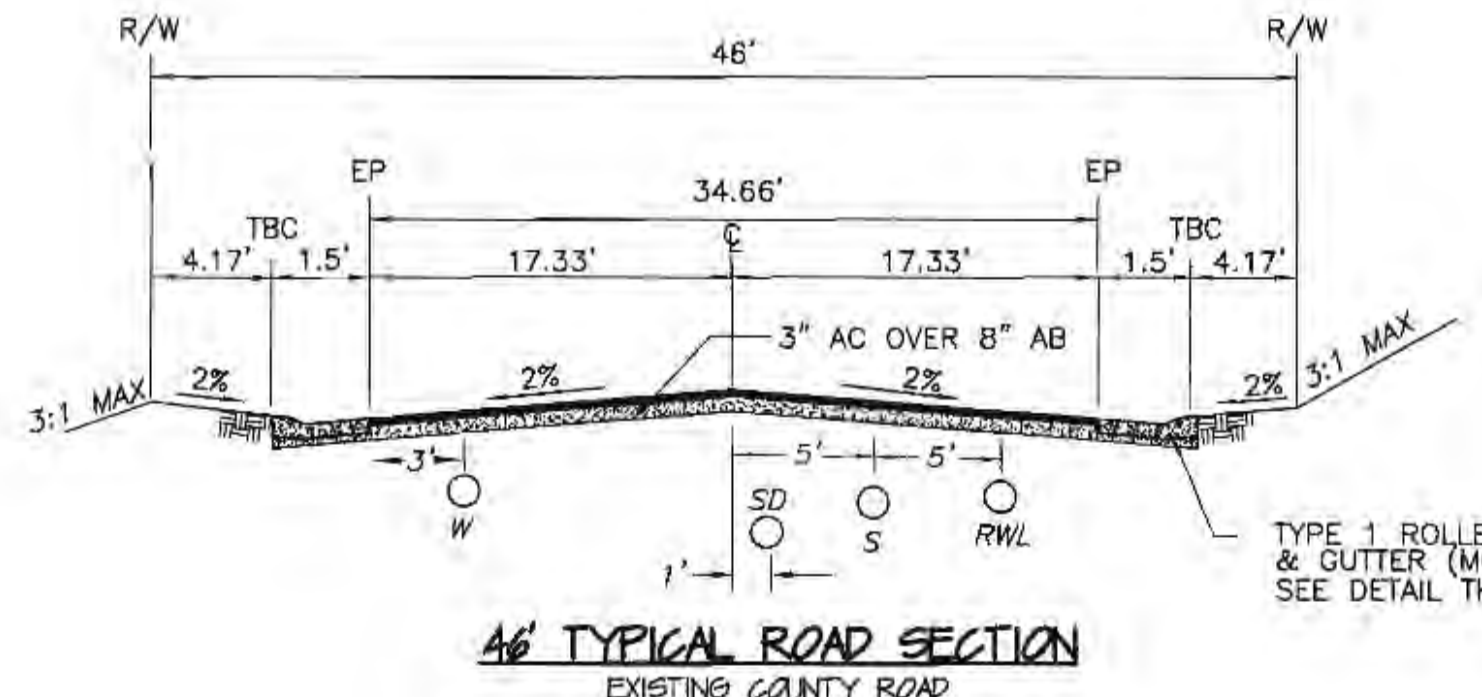 R/W R/W
46'
EP EP
34.66'
TBC ℄ TBC
4.17' 1.5' 17.33' 17.33' 1.5' 4.17'
3" AC OVER 8" AB
3:1 MAX 2% 2% 2% 2% 3:1 MAX
3' 5' 5'
W SD S RWL
1'
TYPE 1
& GUTTER
SEE DETAIL
46' TYPICAL ROAD SECTION
EXISTING COUNTY ROAD